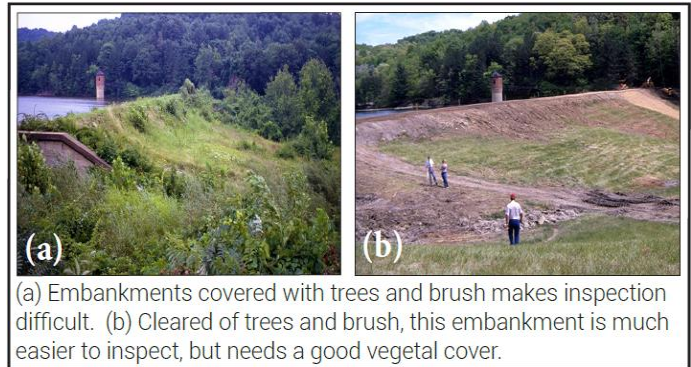 (a)
(b)
(a) Embankments covered with trees and brush makes inspection
difficult. (b) Cleared of trees and brush, this embankment is much
easier to inspect, but needs a good vegetal cover.